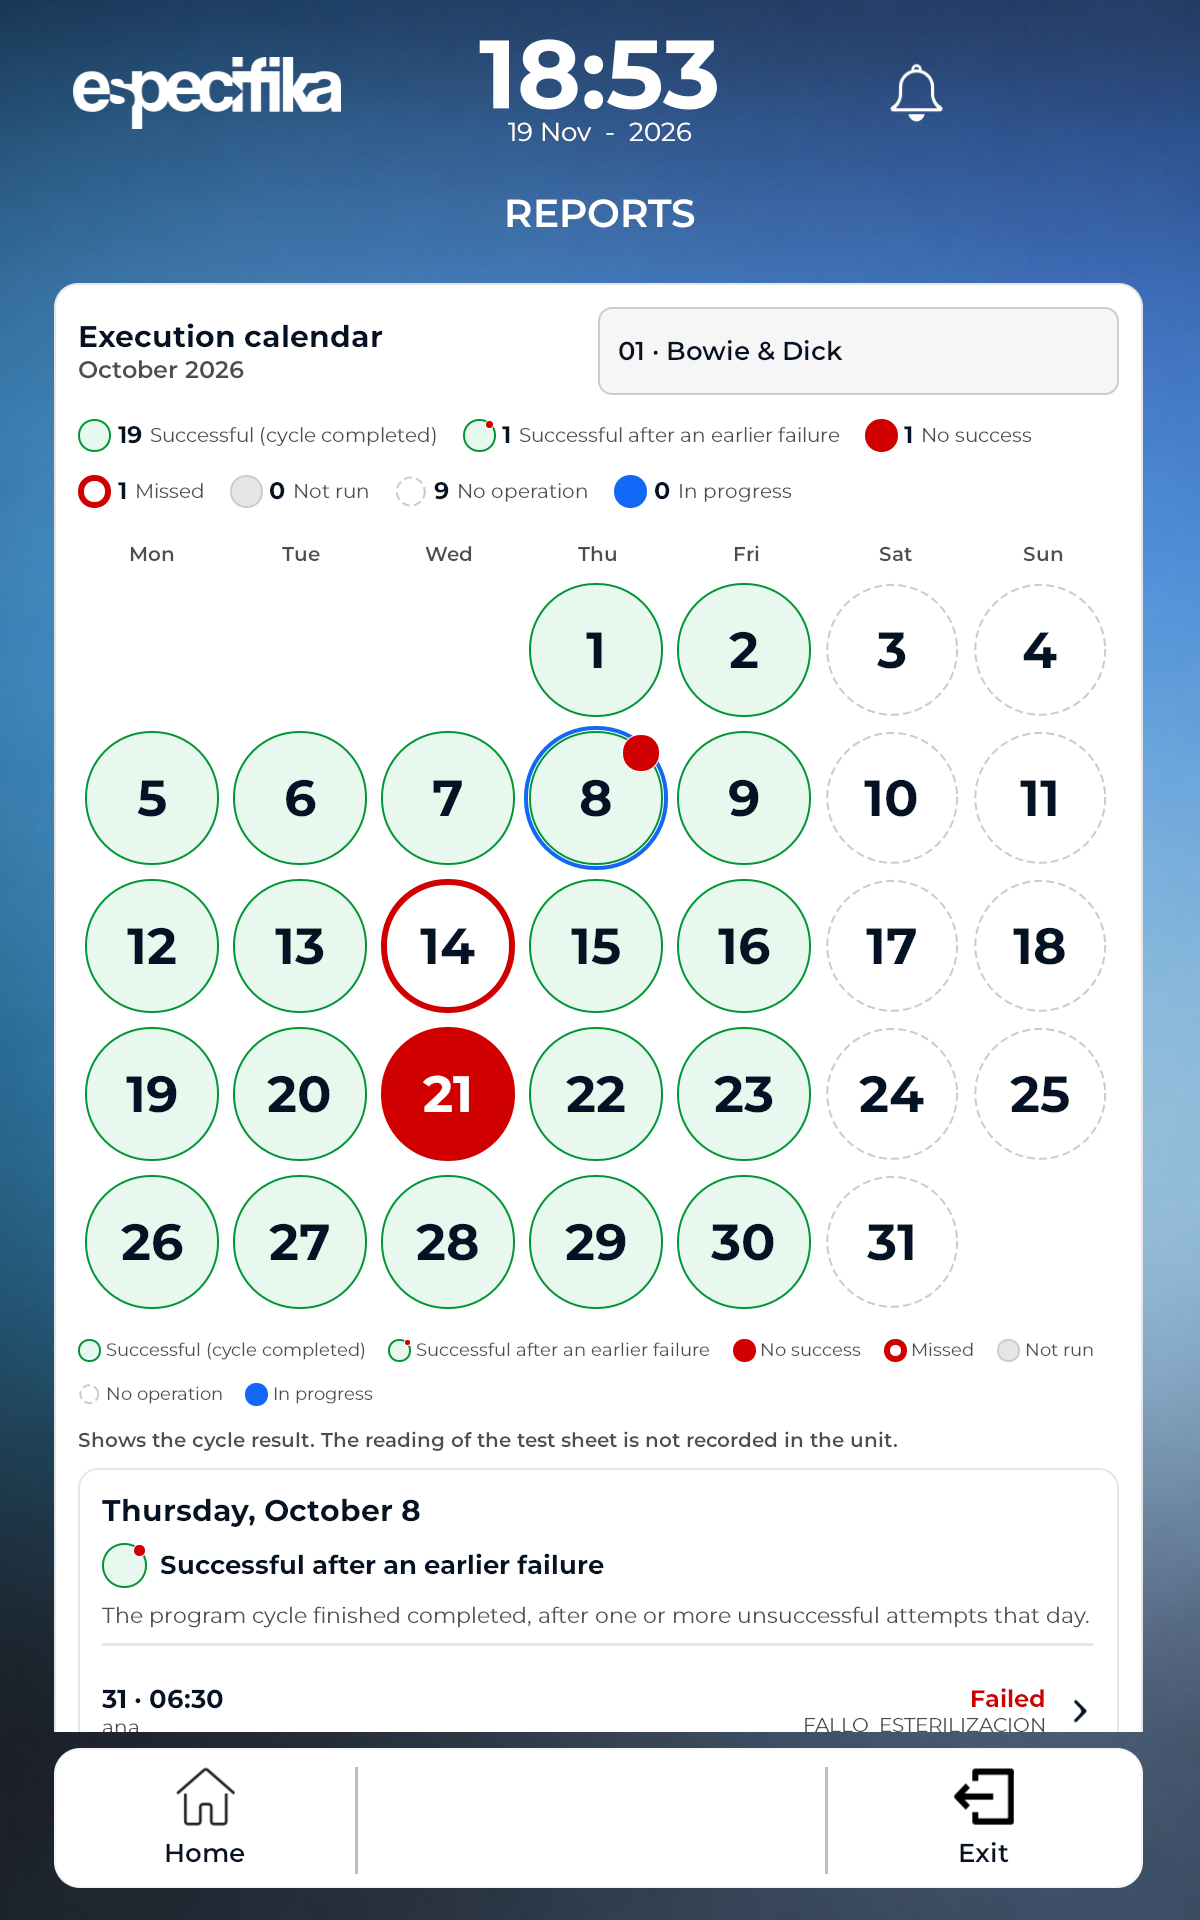 especifika
18:53
19 Nov - 2026
REPORTS
Execution calendar
October 2026
01 · Bowie & Dick
19 Successful (cycle completed) 1 Successful after an earlier failure 1 No success
1 Missed 0 Not run 9 No operation 0 In progress
Mon Tue Wed Thu Fri Sat Sun
1 2 3 4
5 6 7 8 9 10 11
12 13 14 15 16 17 18
19 20 21 22 23 24 25
26 27 28 29 30 31
Successful (cycle completed) Successful after an earlier failure No success Missed Not run
No operation In progress
Shows the cycle result. The reading of the test sheet is not recorded in the unit.
Thursday, October 8
Successful after an earlier failure
The program cycle finished completed, after one or more unsuccessful attempts that day.
31 · 06:30 Failed
ana FALLO_ESTERILIZACION
Home Exit